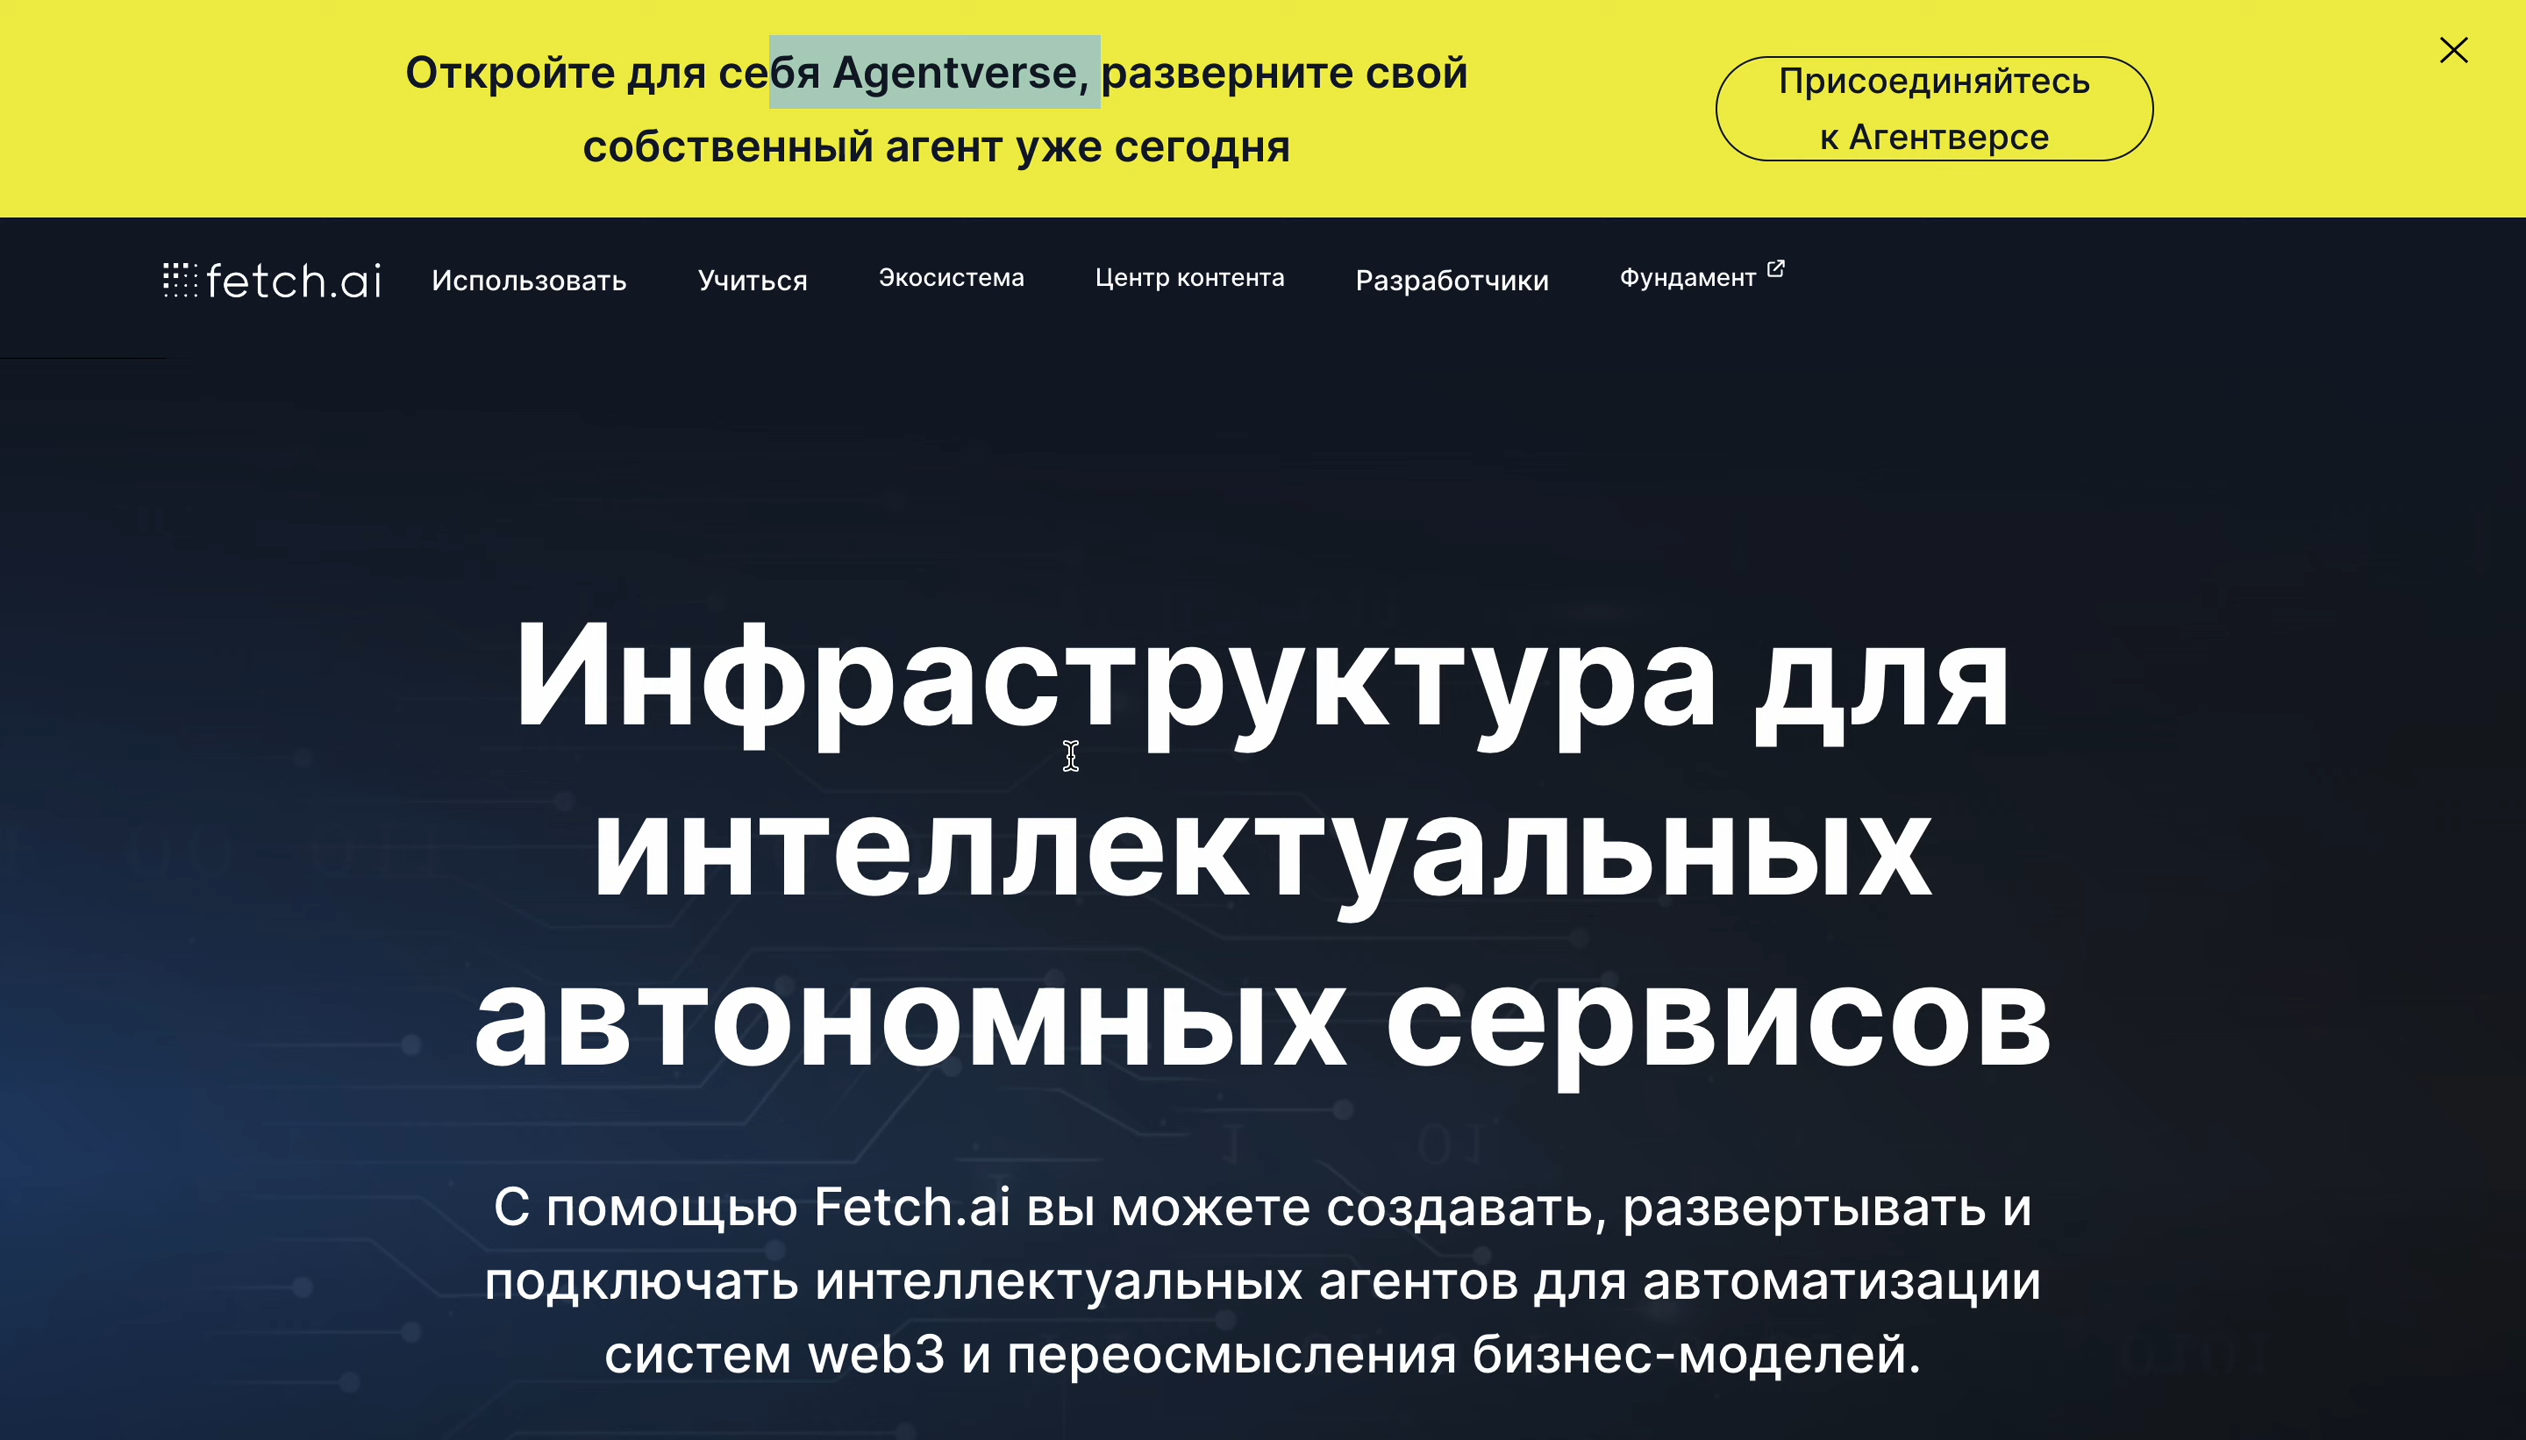 Откройте для себя Agentverse, разверните свой
собственный агент уже сегодня
Присоединяйтесь
к Агентверсе
fetch.ai
Использовать
Учиться
Экосистема
Центр контента
Разработчики
Фундамент
Инфраструктура для
интеллектуальных
автономных сервисов
С помощью Fetch.ai вы можете создавать, развертывать и
подключать интеллектуальных агентов для автоматизации
систем web3 и переосмысления бизнес-моделей.